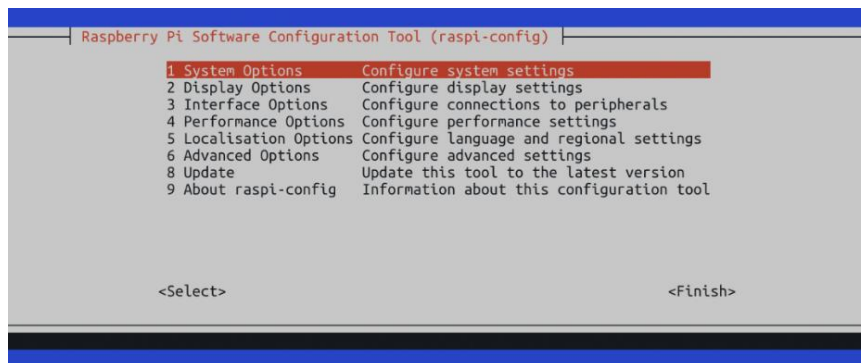 Raspberry Pi Software Configuration Tool (raspi-config)
1 System Options Configure system settings
2 Display Options Configure display settings
3 Interface Options Configure connections to peripherals
4 Performance Options Configure performance settings
5 Localisation Options Configure language and regional settings
6 Advanced Options Configure advanced settings
8 Update Update this tool to the latest version
9 About raspi-config Information about this configuration tool
<Select> <Finish>